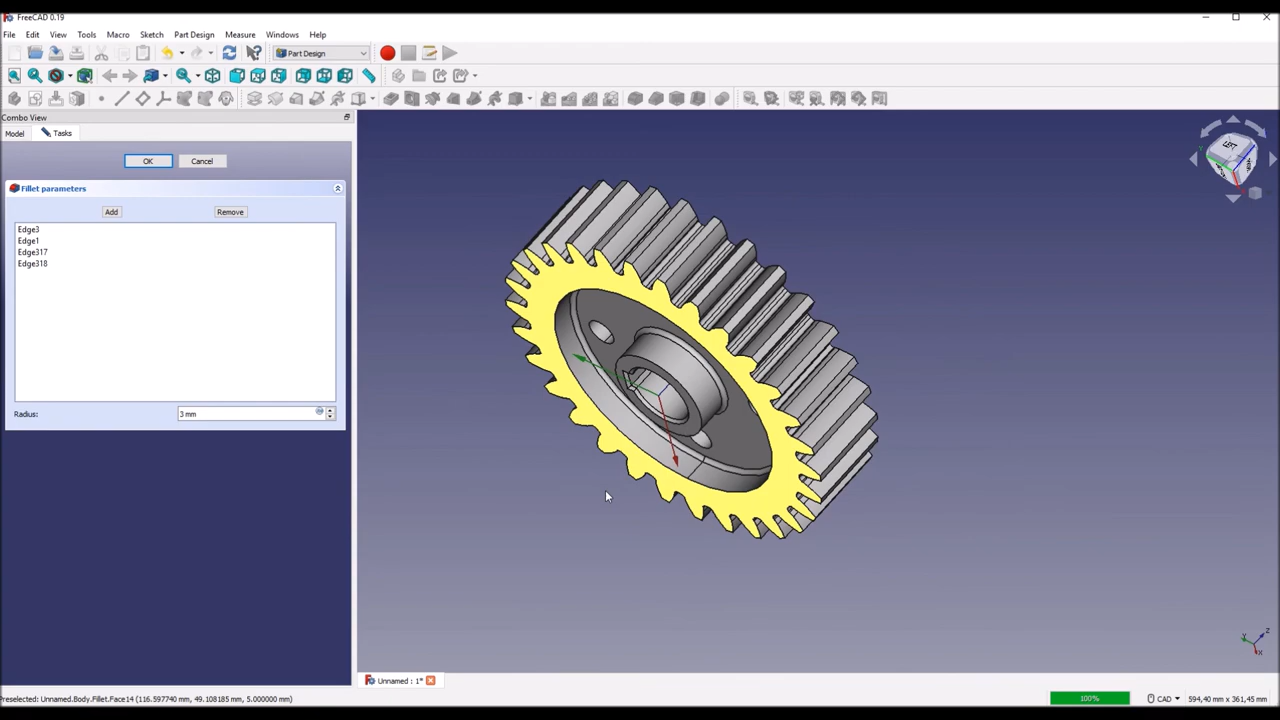 FreeCAD 0.19
File Edit View Tools Macro Sketch Part Design Measure Windows Help
Part Design
Combo View
Model Tasks
OK Cancel
Fillet parameters
Add Remove
Edge3
Edge1
Edge317
Edge318
Radius: 3 mm
LEFT
Unnamed : 1*
Preselected: Unnamed.Body.Fillet.Face14 (116.597740 mm, 49.108185 mm, 5.000000 mm) 100% CAD 594,40 mm x 361,45 mm